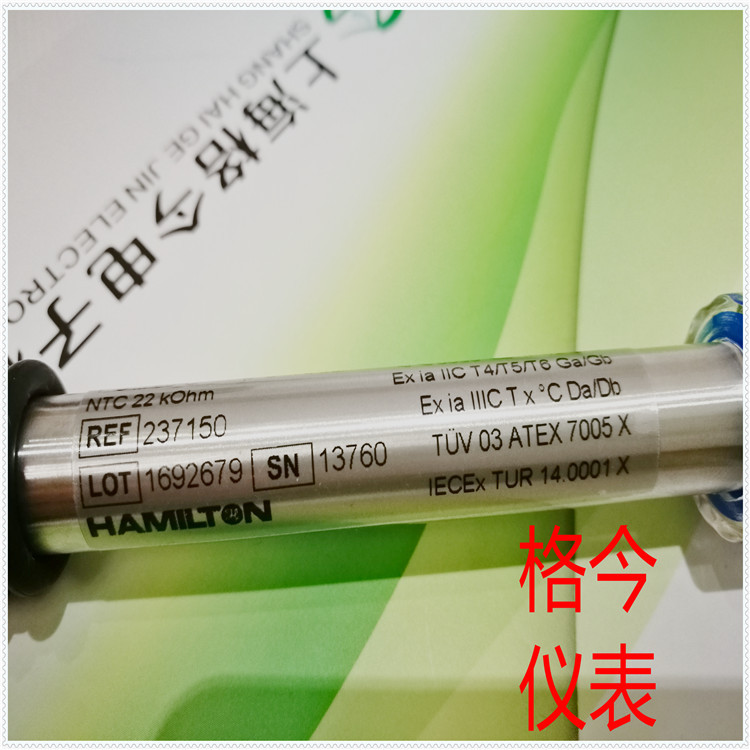 上海恪今电子
SHANG HAI GE JIN ELECTRO
NTC 22 kOhm
REF 237150
LOT 1692679 SN 13760
HAMILTON
Ex ia IIC T4/T5/T6 Ga/Gb
Ex ia IIIC T x °C Da/Db
TÜV 03 ATEX 7005 X
IECEx TUR 14.0001 X
格今
仪表